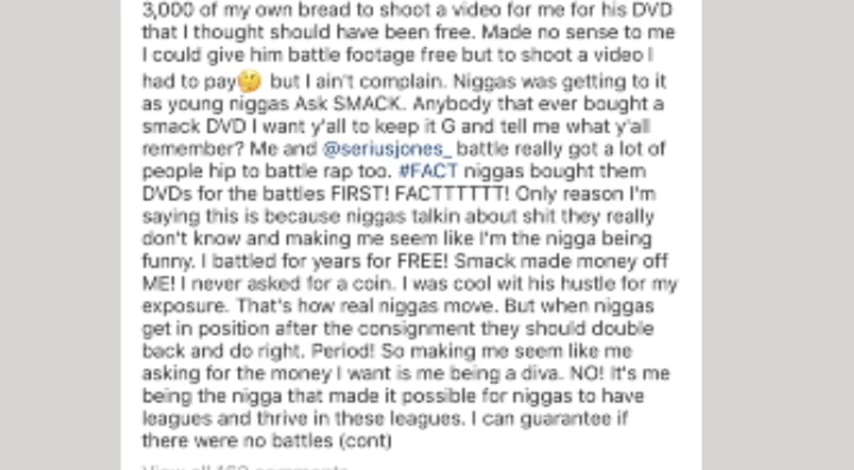 3,000 of my own bread to shoot a video for me for his DVD
that I thought should have been free. Made no sense to me
I could give him battle footage free but to shoot a video I
had to pay🤔 but I ain't complain. Niggas was getting to it
as young niggas Ask SMACK. Anybody that ever bought a
smack DVD I want y'all to keep it G and tell me what y'all
remember? Me and @seriusjones_ battle really got a lot of
people hip to battle rap too. #FACT niggas bought them
DVDs for the battles FIRST! FACTTTTTT! Only reason I'm
saying this is because niggas talkin about shit they really
don't know and making me seem like I'm the nigga being
funny. I battled for years for FREE! Smack made money off
ME! I never asked for a coin. I was cool wit his hustle for my
exposure. That's how real niggas move. But when niggas
get in position after the consignment they should double
back and do right. Period! So making me seem like me
asking for the money I want is me being a diva. NO! It's me
being the nigga that made it possible for niggas to have
leagues and thrive in these leagues. I can guarantee if
there were no battles (cont)
View all comments